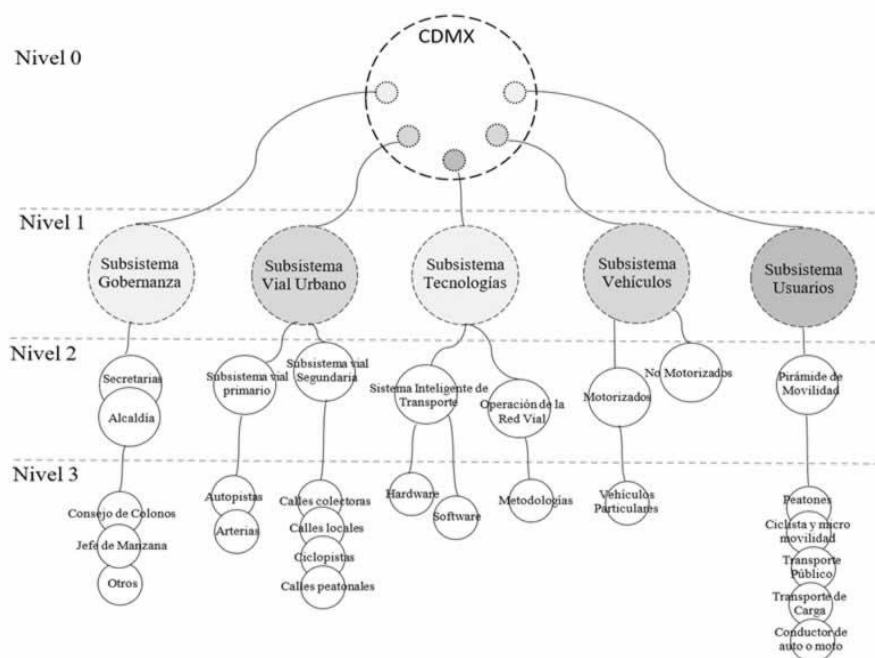 CDMX
Nivel 0
Nivel 1
Subsistema
Gobernanza
Subsistema
Vial Urbano
Subsistema
Tecnologías
Subsistema
Vehículos
Subsistema
Usuarios
Nivel 2
Secretarias
Alcaldía
Subsistema vial
primario
Subsistema vial
Segundaria
Sistema Inteligente de
Transporte
Operación de la
Red Vial
Motorizados
No Motorizados
Pirámide de
Movilidad
Nivel 3
Consejo de Colonos
Jefe de Manzana
Otros
Autopistas
Arterias
Calles colectoras
Calles locales
Ciclopistas
Calles peatonales
Hardware
Software
Metodologías
Vehículos
Particulares
Peatones
Ciclista y micro
movilidad
Transporte
Público
Transporte de
Carga
Conductor
de auto o moto